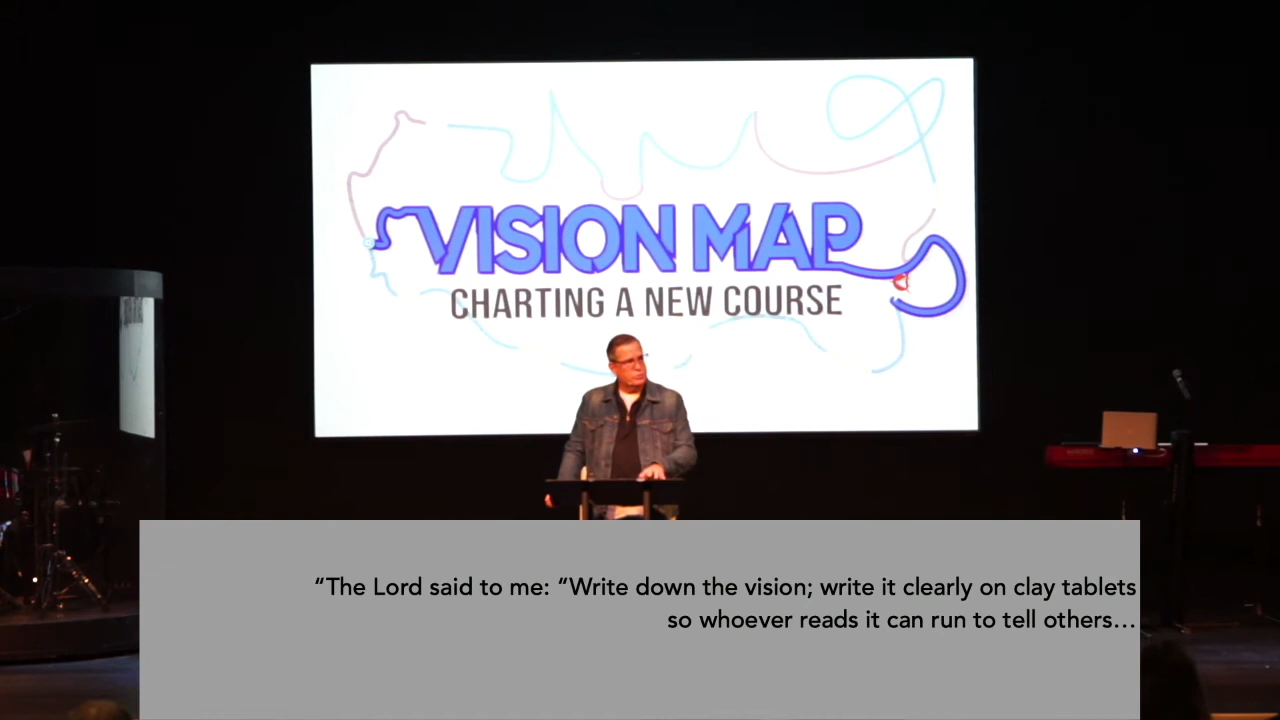 VISION MAP
CHARTING A NEW COURSE
“The Lord said to me: “Write down the vision; write it clearly on clay tablets
so whoever reads it can run to tell others…